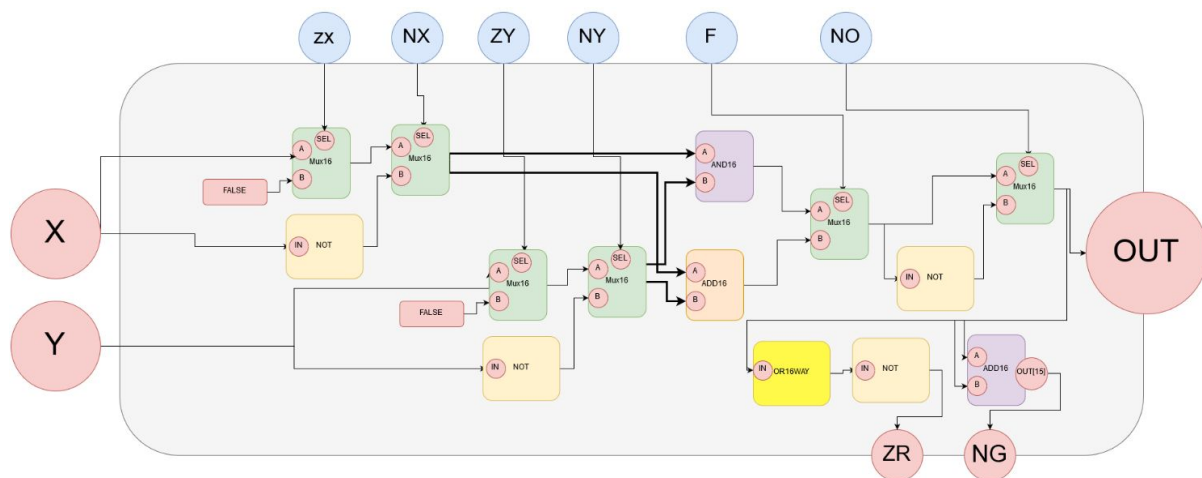 zx
NX
ZY
NY
F
NO
SEL
A
Mux16
B
FALSE
SEL
A
Mux16
B
X
IN
NOT
A
AND16
B
SEL
A
Mux16
B
SEL
A
Mux16
B
OUT
SEL
A
Mux16
B
FALSE
SEL
A
Mux16
B
A
ADD16
B
IN
NOT
Y
IN
NOT
IN
OR16WAY
IN
NOT
A
ADD16
B
OUT[15]
ZR
NG